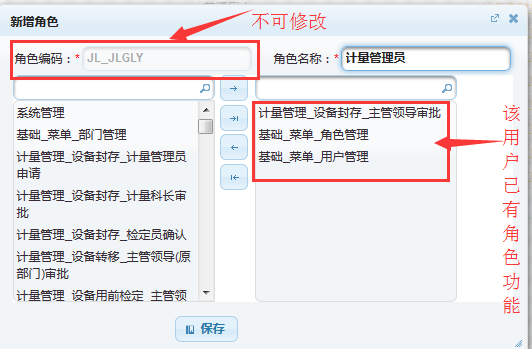 新增角色
不可修改
角色编码：* JL_JLGLY
角色名称：* 计量管理员
系统管理
基础_菜单_部门管理
计量管理_设备封存_计量管理员
申请
计量管理_设备封存_计量科长审
批
计量管理_设备封存_检定员确认
计量管理_设备转移_主管领导(原
部门)审批
计量管理_设备用前检定_主管领
计量管理_设备封存_主管领导审批
基础_菜单_角色管理
基础_菜单_用户管理
该用户已有角色功能
保存